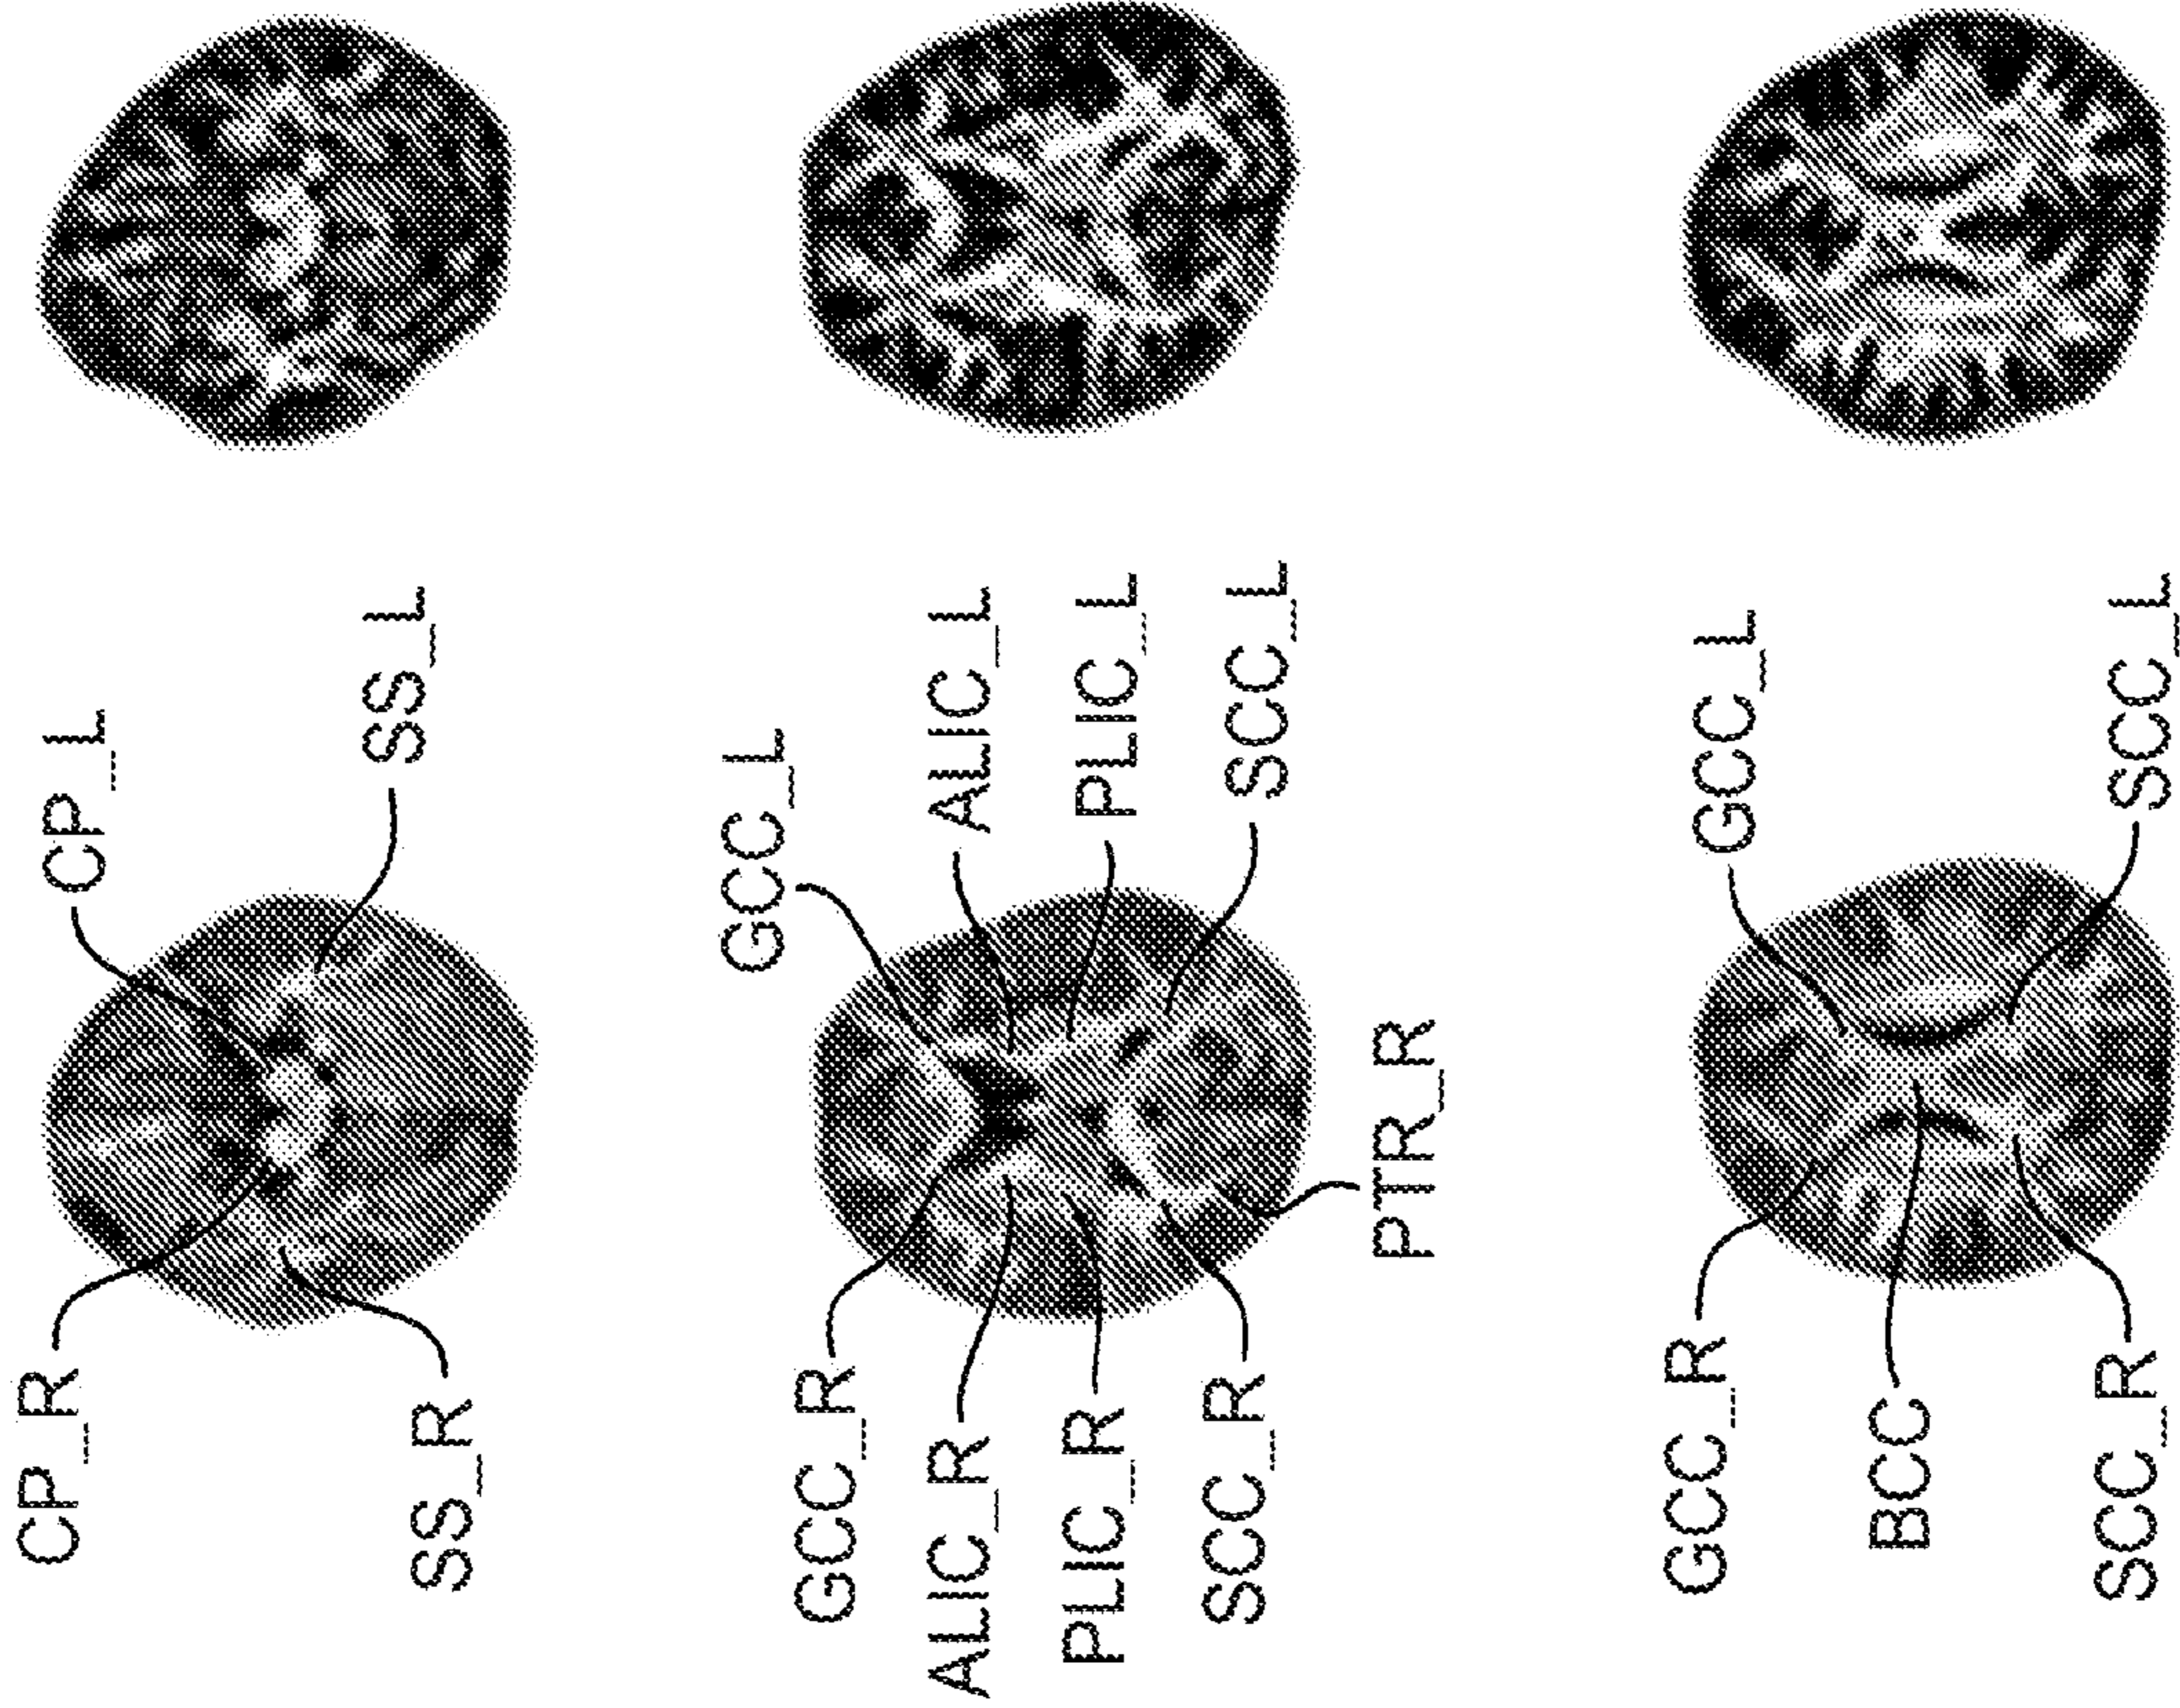 CP_R
CP_L
SS_R
SS_L
GCC_L
GCC_R
ALIC_R
ALIC_L
PLIC_R
PLIC_L
SCC_R
SCC_L
PTR_R
GCC_R
GCC_L
BCC
SCC_R
SCC_L